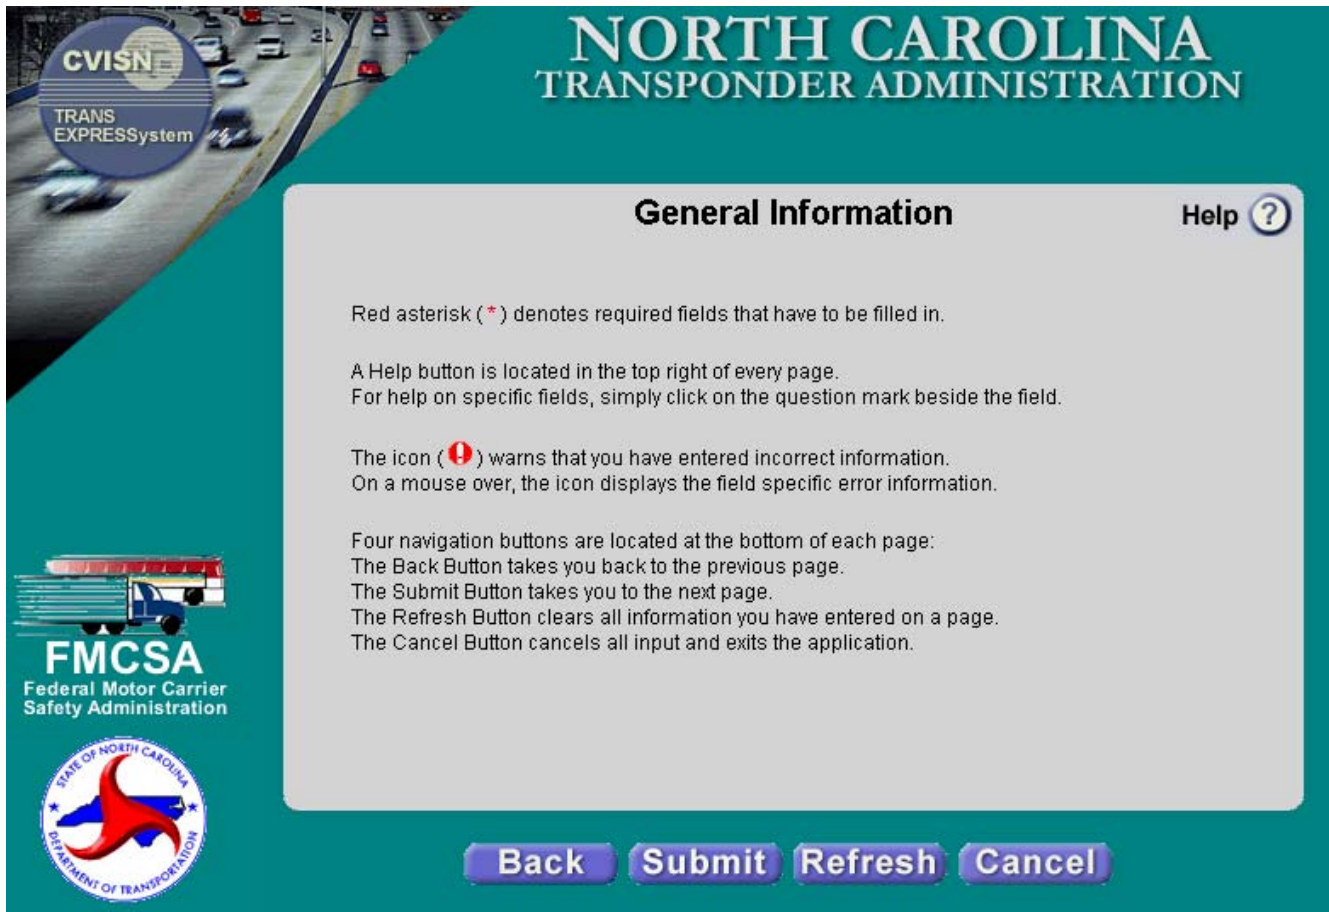 CVISN
TRANS
EXPRESSystem
NORTH CAROLINA
TRANSPONDER ADMINISTRATION
General Information
Help ?
Red asterisk ( * ) denotes required fields that have to be filled in.
A Help button is located in the top right of every page.
For help on specific fields, simply click on the question mark beside the field.
The icon ( ! ) warns that you have entered incorrect information.
On a mouse over, the icon displays the field specific error information.
Four navigation buttons are located at the bottom of each page:
The Back Button takes you back to the previous page.
The Submit Button takes you to the next page.
The Refresh Button clears all information you have entered on a page.
The Cancel Button cancels all input and exits the application.
FMCSA
Federal Motor Carrier
Safety Administration
STATE OF NORTH CAROLINA
DEPARTMENT OF TRANSPORTATION
Back Submit Refresh Cancel